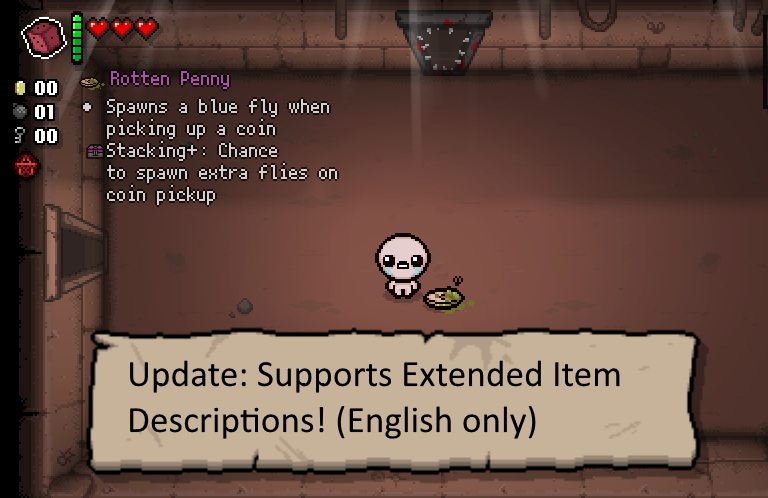 Rotten Penny
00
Spawns a blue fly when
01
picking up a coin
00
Stacking+: Chance
to spawn extra flies on
coin pickup
Update: Supports Extended Item
Descriptions! (English only)